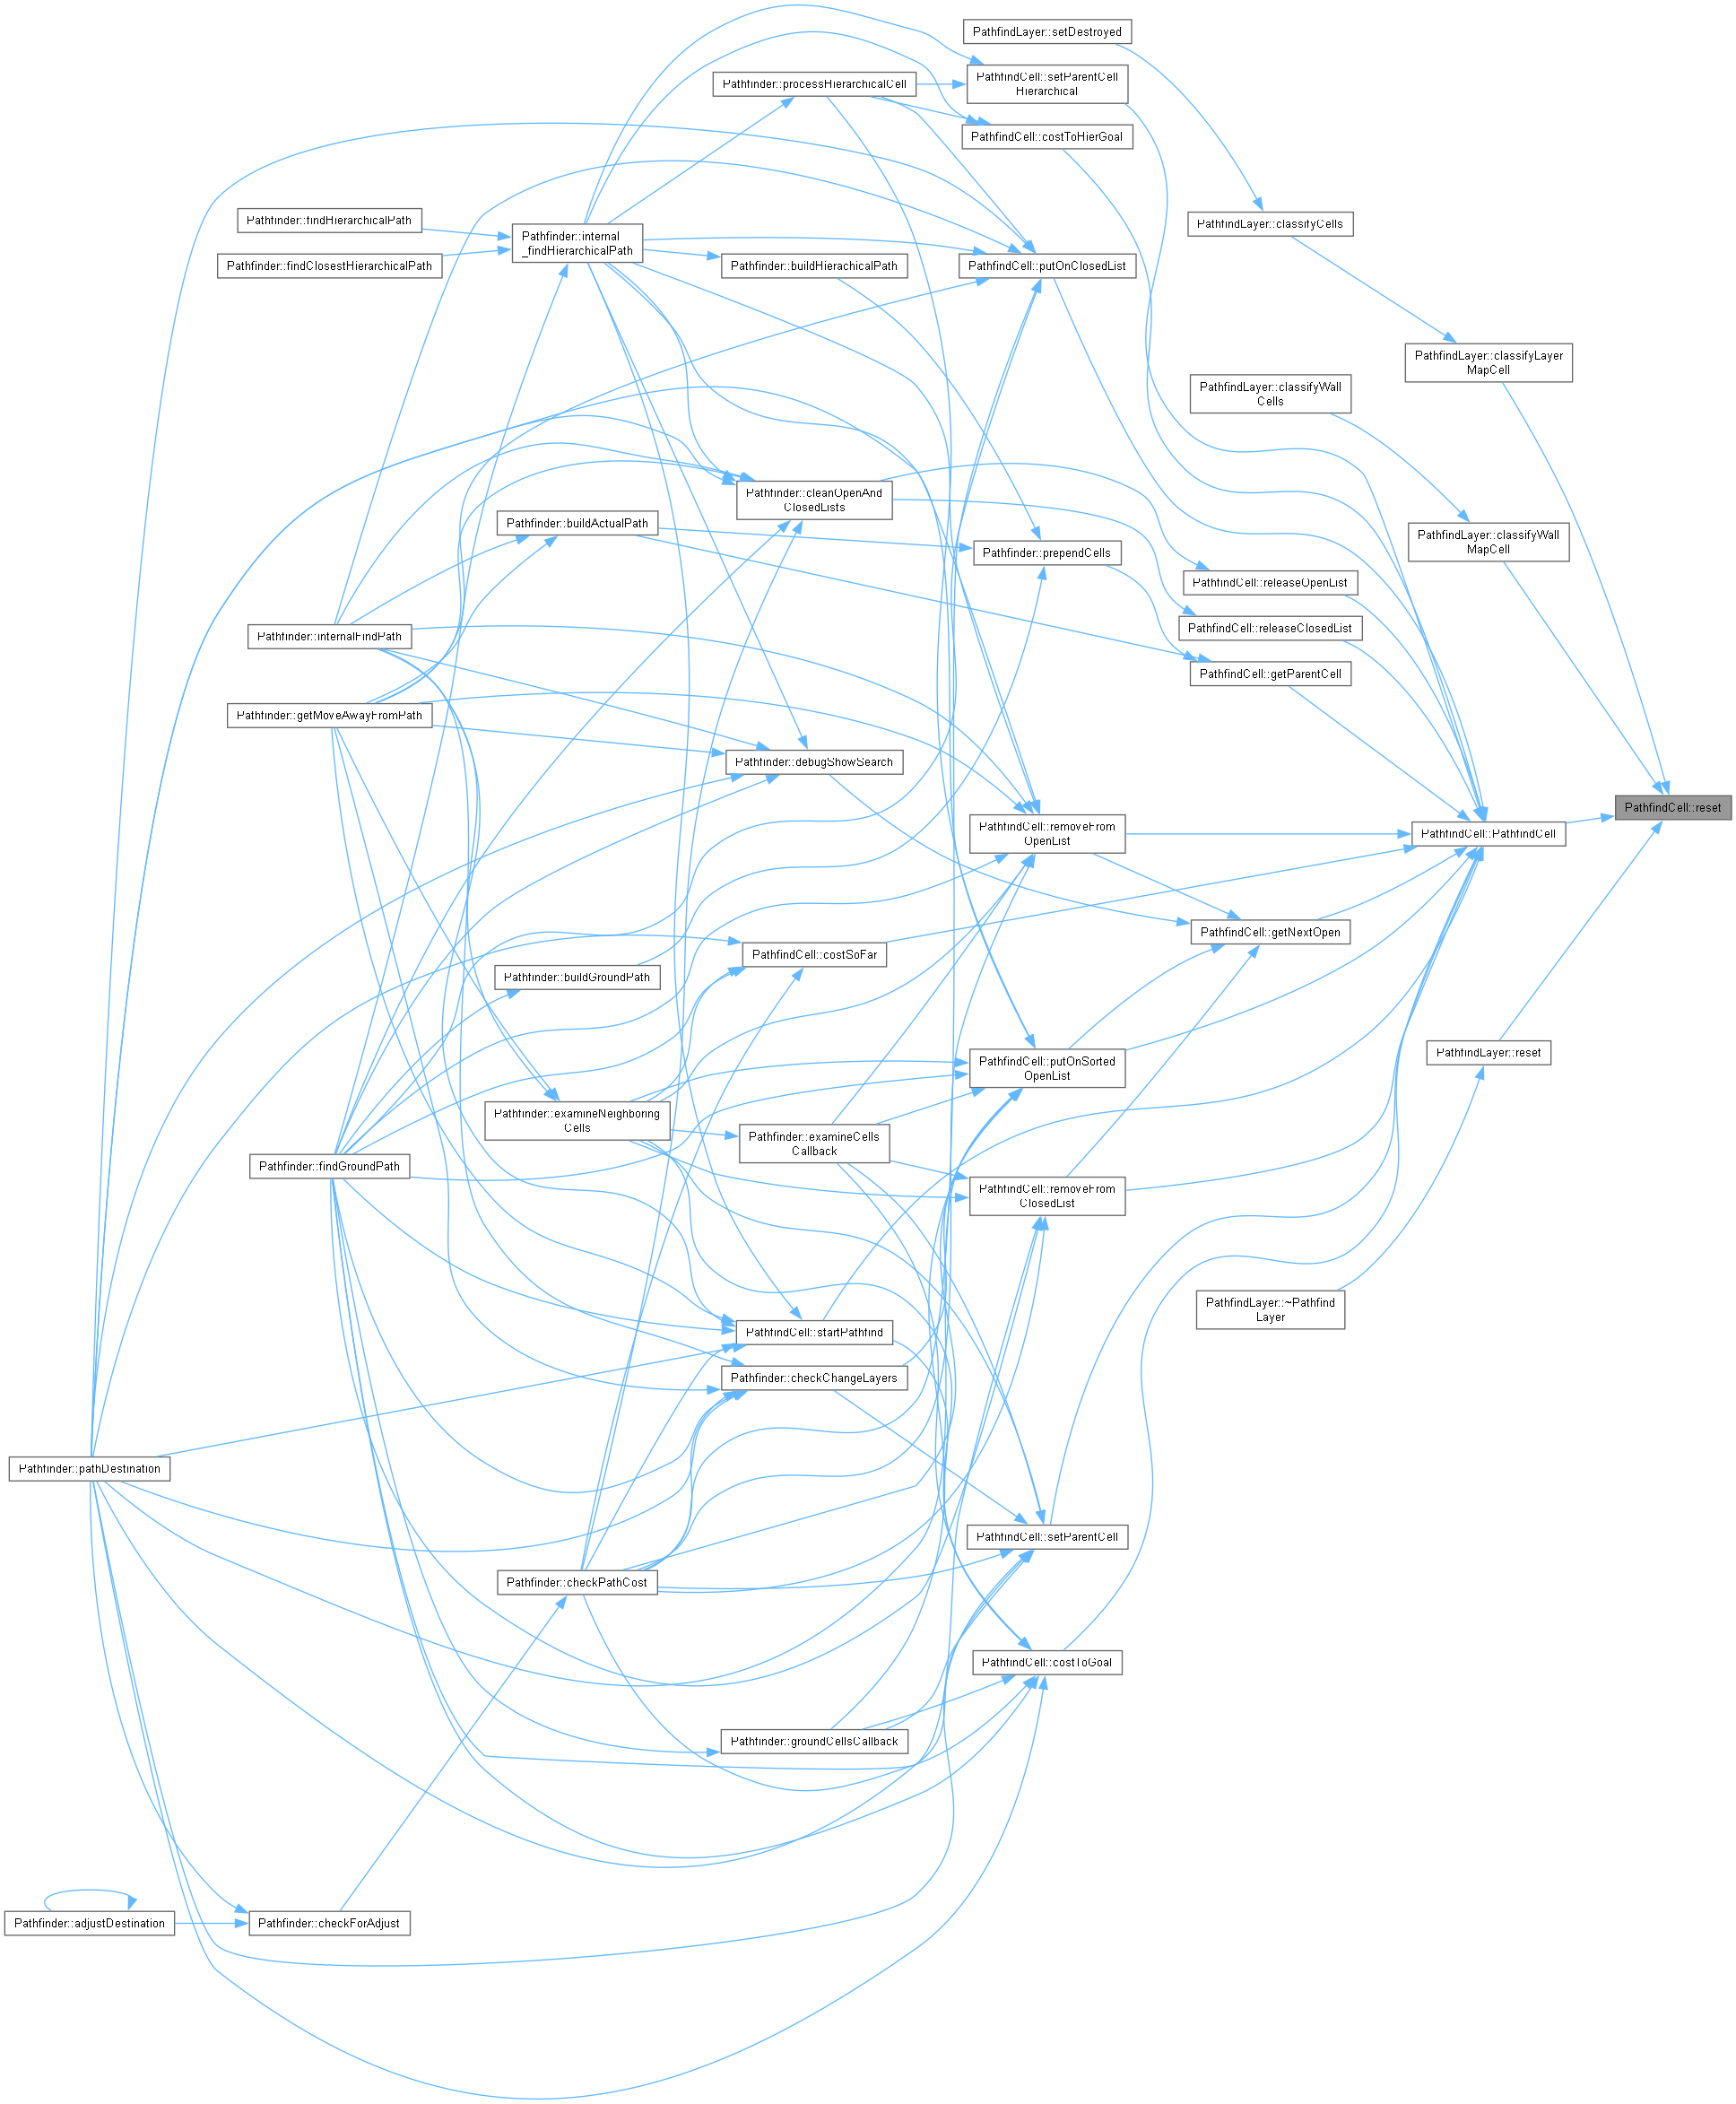 PathfindLayer::setDestroyed
PathfindCell::setParentCell
Hierarchical
Pathfinder::processHierarchicalCell
PathfindCell::costToHierGoal
Pathfinder::findHierarchicalPath
PathfindLayer::classifyCells
Pathfinder::internal
_findHierarchicalPath
Pathfinder::findClosestHierarchicalPath
Pathfinder::buildHierachicalPath
PathfindCell::putOnClosedList
PathfindLayer::classifyLayer
MapCell
PathfindLayer::classifyWall
Cells
Pathfinder::cleanOpenAnd
ClosedLists
Pathfinder::buildActualPath
PathfindLayer::classifyWall
MapCell
Pathfinder::prependCells
PathfindCell::releaseOpenList
PathfindCell::releaseClosedList
Pathfinder::internalFindPath
PathfindCell::getParentCell
Pathfinder::getMoveAwayFromPath
Pathfinder::debugShowSearch
PathfindCell::reset
PathfindCell::removeFrom
OpenList
PathfindCell::PathfindCell
PathfindCell::getNextOpen
PathfindCell::costSoFar
Pathfinder::buildGroundPath
PathfindLayer::reset
PathfindCell::putOnSorted
OpenList
Pathfinder::examineNeighboring
Cells
Pathfinder::examineCells
Callback
Pathfinder::findGroundPath
PathfindCell::removeFrom
ClosedList
PathfindLayer::~Pathfind
Layer
PathfindCell::startPathfind
Pathfinder::checkChangeLayers
Pathfinder::pathDestination
PathfindCell::setParentCell
Pathfinder::checkPathCost
PathfindCell::costToGoal
Pathfinder::groundCellsCallback
Pathfinder::adjustDestination
Pathfinder::checkForAdjust